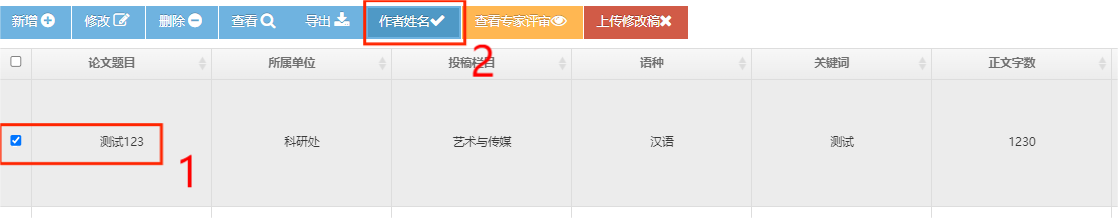 新增 修改 删除 查看 导出 作者姓名 查看专家评审 上传修改稿
2
论文题目 所属单位 投稿栏目 语种 关键词 正文字数
测试123 科研处 艺术与传媒 汉语 测试 1230
1